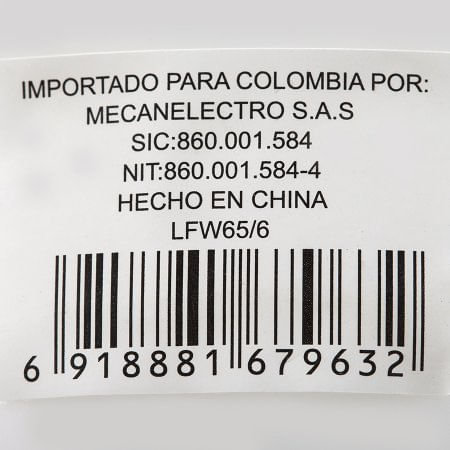 IMPORTADO PARA COLOMBIA POR:
MECANELECTRO S.A.S
SIC:860.001.584
NIT:860.001.584-4
HECHO EN CHINA
LFW65/6
6 918881 679632